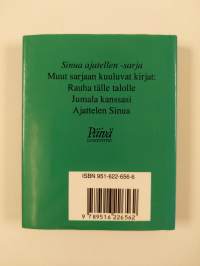 Sinua ajatellen -sarja
Muut sarjaan kuuluvat kirjat:
Rauha tälle talolle
Jumala kanssasi
Ajattelen Sinua
Päivä
ISBN 951-622-656-6
9 789516 226562